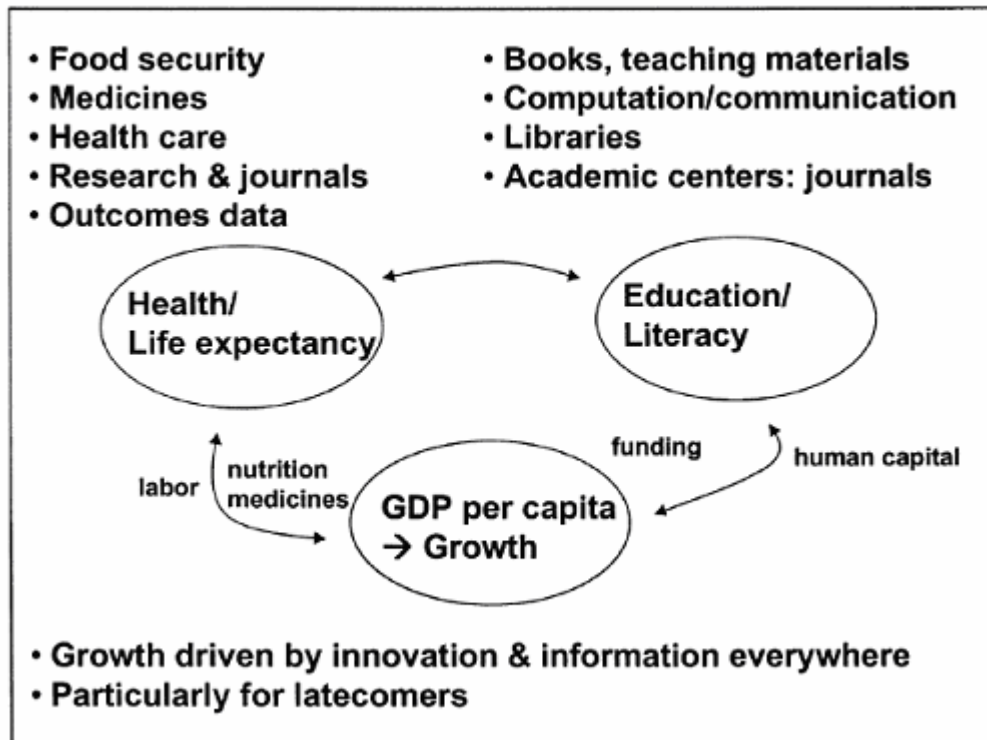 • Food security
• Medicines
• Health care
• Research & journals
• Outcomes data
• Books, teaching materials
• Computation/communication
• Libraries
• Academic centers: journals
Health/
Life expectancy
Education/
Literacy
labor
nutrition
medicines
funding
human capital
GDP per capita
→ Growth
• Growth driven by innovation & information everywhere
• Particularly for latecomers